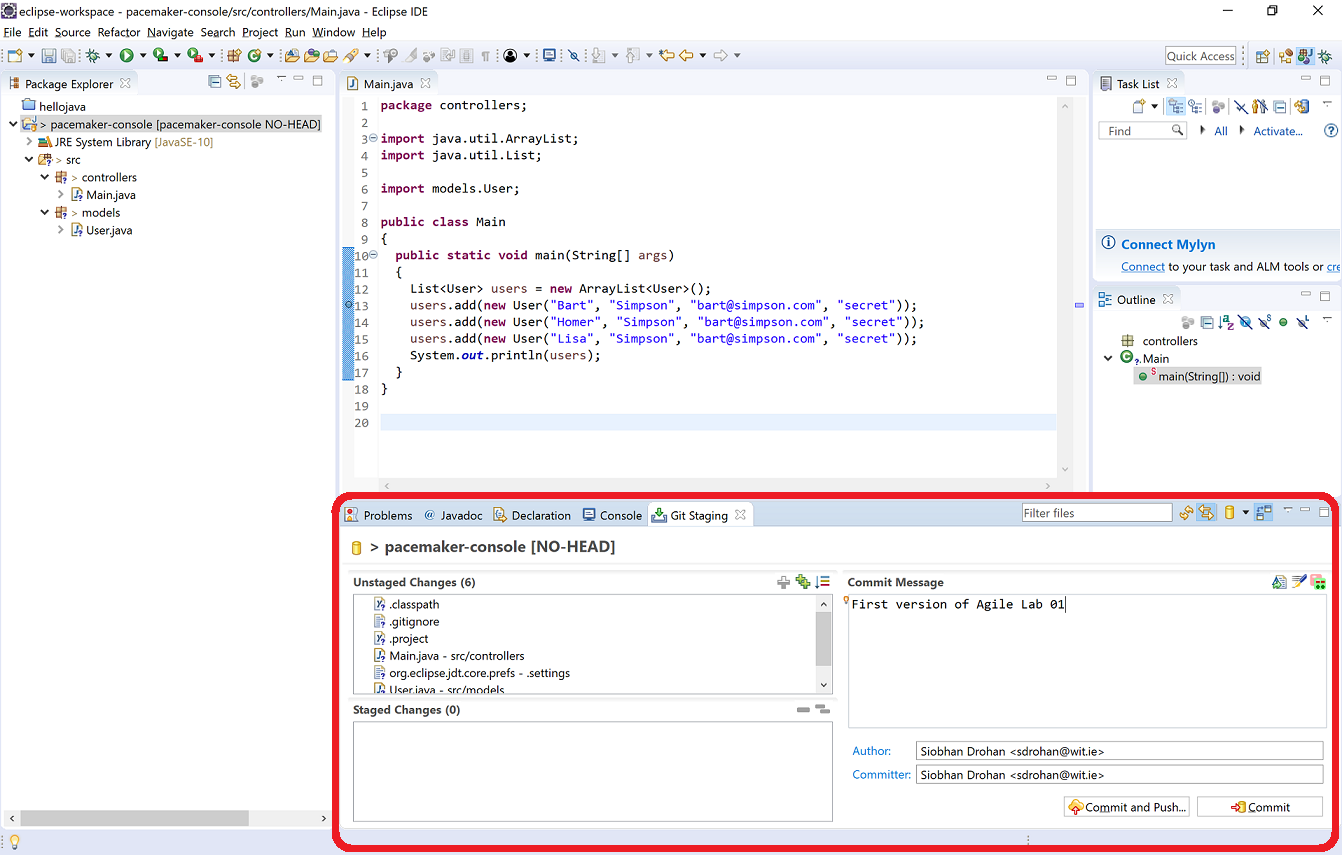 eclipse-workspace - pacemaker-console/src/controllers/Main.java - Eclipse IDE
File Edit Source Refactor Navigate Search Project Run Window Help
Quick Access
Package Explorer
hellojava
> pacemaker-console [pacemaker-console NO-HEAD]
JRE System Library [JavaSE-10]
> src
> controllers
Main.java
> models
User.java
Main.java
1 package controllers;
2
3 import java.util.ArrayList;
4 import java.util.List;
5
6 import models.User;
7
8 public class Main
9 {
10 public static void main(String[] args)
11 {
12 List<User> users = new ArrayList<User>();
13 users.add(new User("Bart", "Simpson", "bart@simpson.com", "secret"));
14 users.add(new User("Homer", "Simpson", "bart@simpson.com", "secret"));
15 users.add(new User("Lisa", "Simpson", "bart@simpson.com", "secret"));
16 System.out.println(users);
17 }
18 }
19
20
Task List
Find All Activate...
Connect Mylyn
Connect to your task and ALM tools or cre
Outline
controllers
Main
main(String[]) : void
Problems @ Javadoc Declaration Console Git Staging
Filter files
> pacemaker-console [NO-HEAD]
Unstaged Changes (6)
.classpath
.gitignore
.project
Main.java - src/controllers
org.eclipse.jdt.core.prefs - .settings
User.java - src/models
Staged Changes (0)
Commit Message
First version of Agile Lab 01
Author: Siobhan Drohan <sdrohan@wit.ie>
Committer: Siobhan Drohan <sdrohan@wit.ie>
Commit and Push... Commit